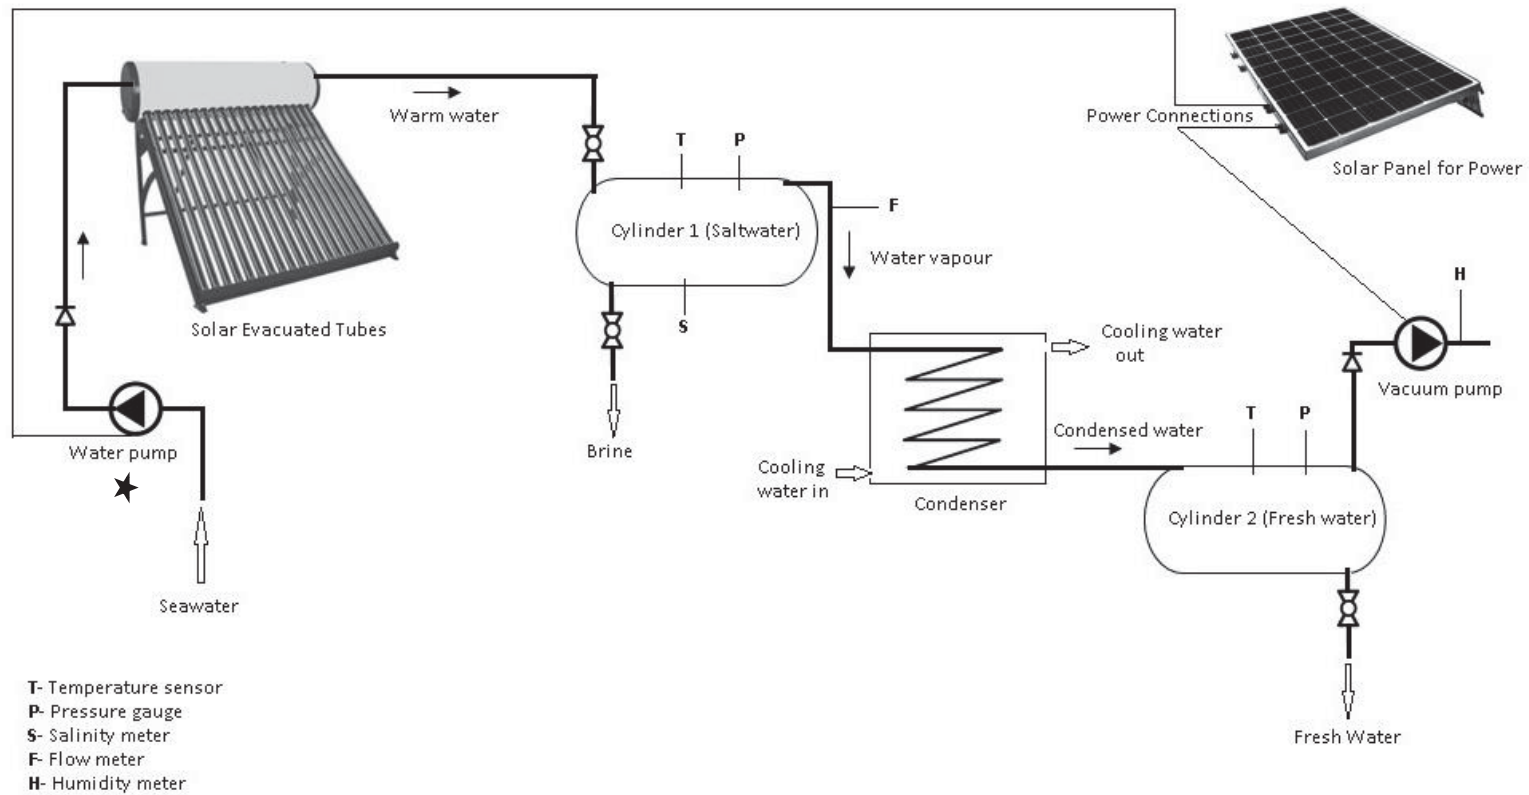 Warm water
T
P
Power Connections
Solar Panel for Power
Cylinder 1 (Saltwater)
F
Water vapour
H
Solar Evacuated Tubes
S
Cooling water
out
Vacuum pump
Water pump
Brine
Condensed water
T
P
Cooling
water in
Condenser
Cylinder 2 (Fresh water)
Seawater
Fresh Water
T- Temperature sensor
P- Pressure gauge
S- Salinity meter
F- Flow meter
H- Humidity meter